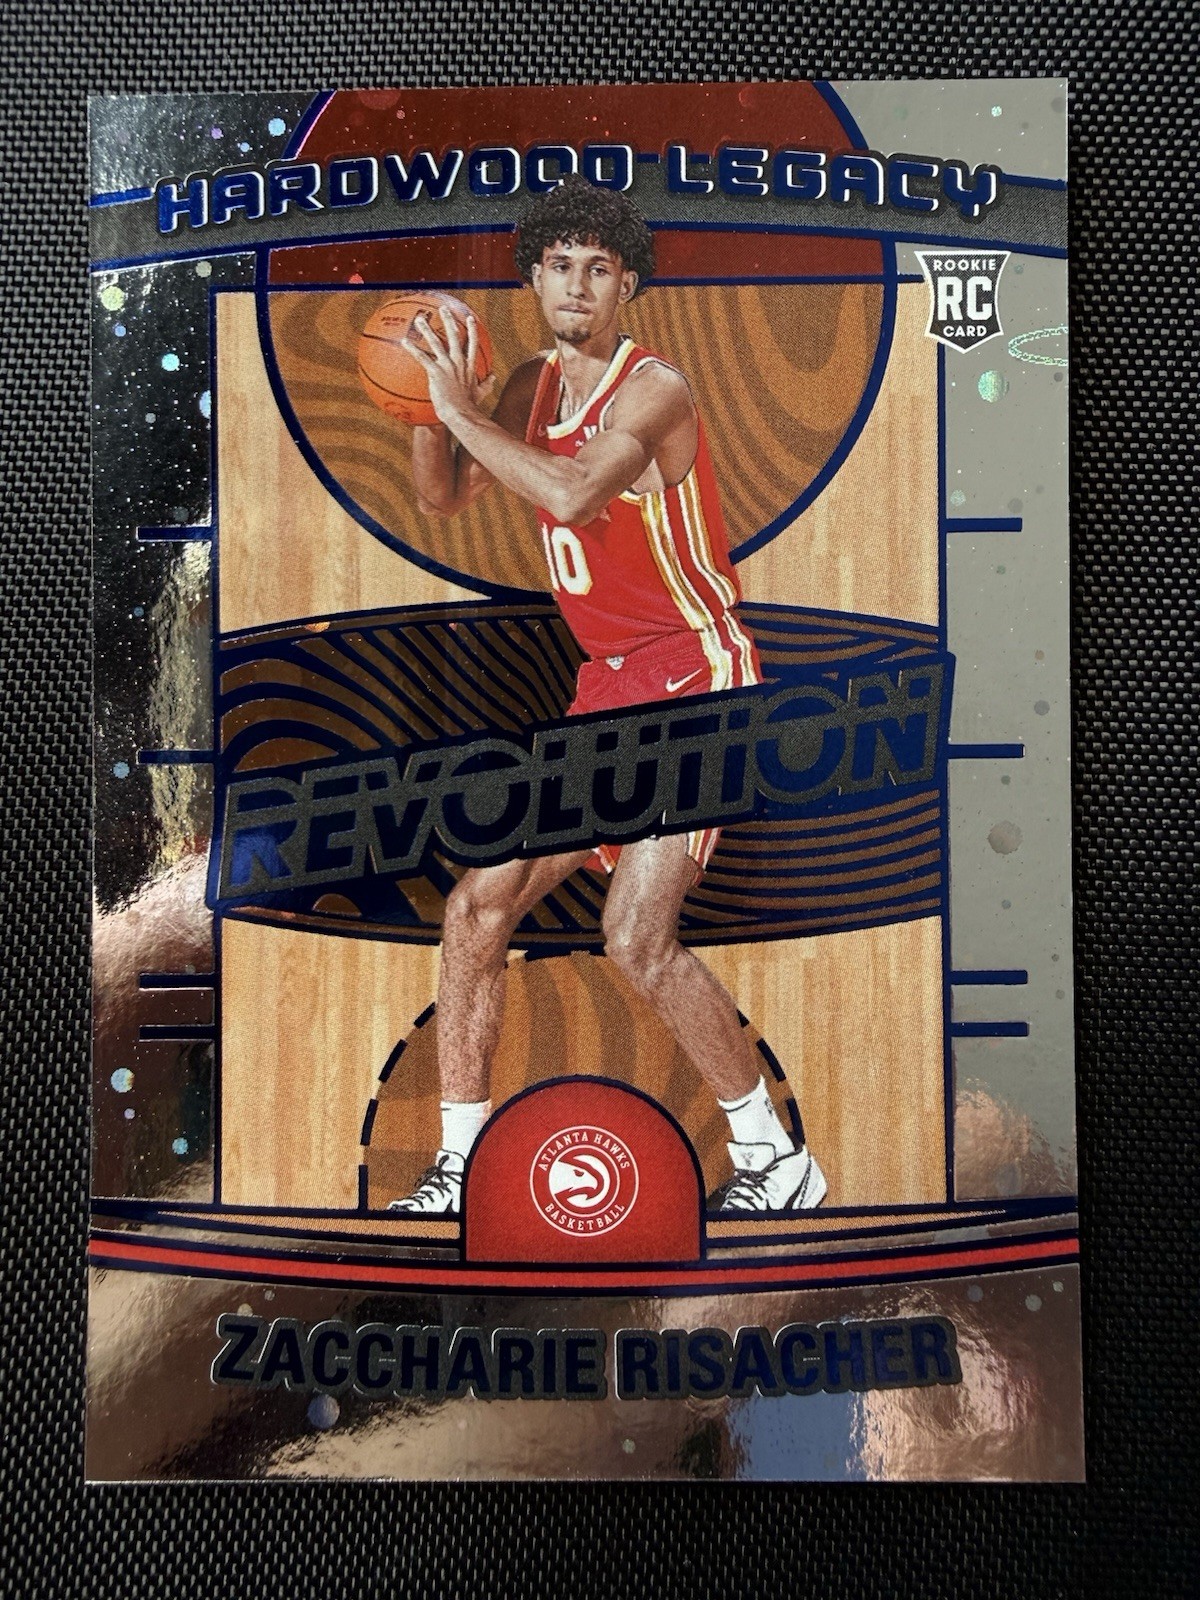 HARDWOOD LEGACY
ROOKIE
RC
CARD
10
REVOLUTION
ATLANTA HAWKS
BASKETBALL
ZACCHARIE RISACHER